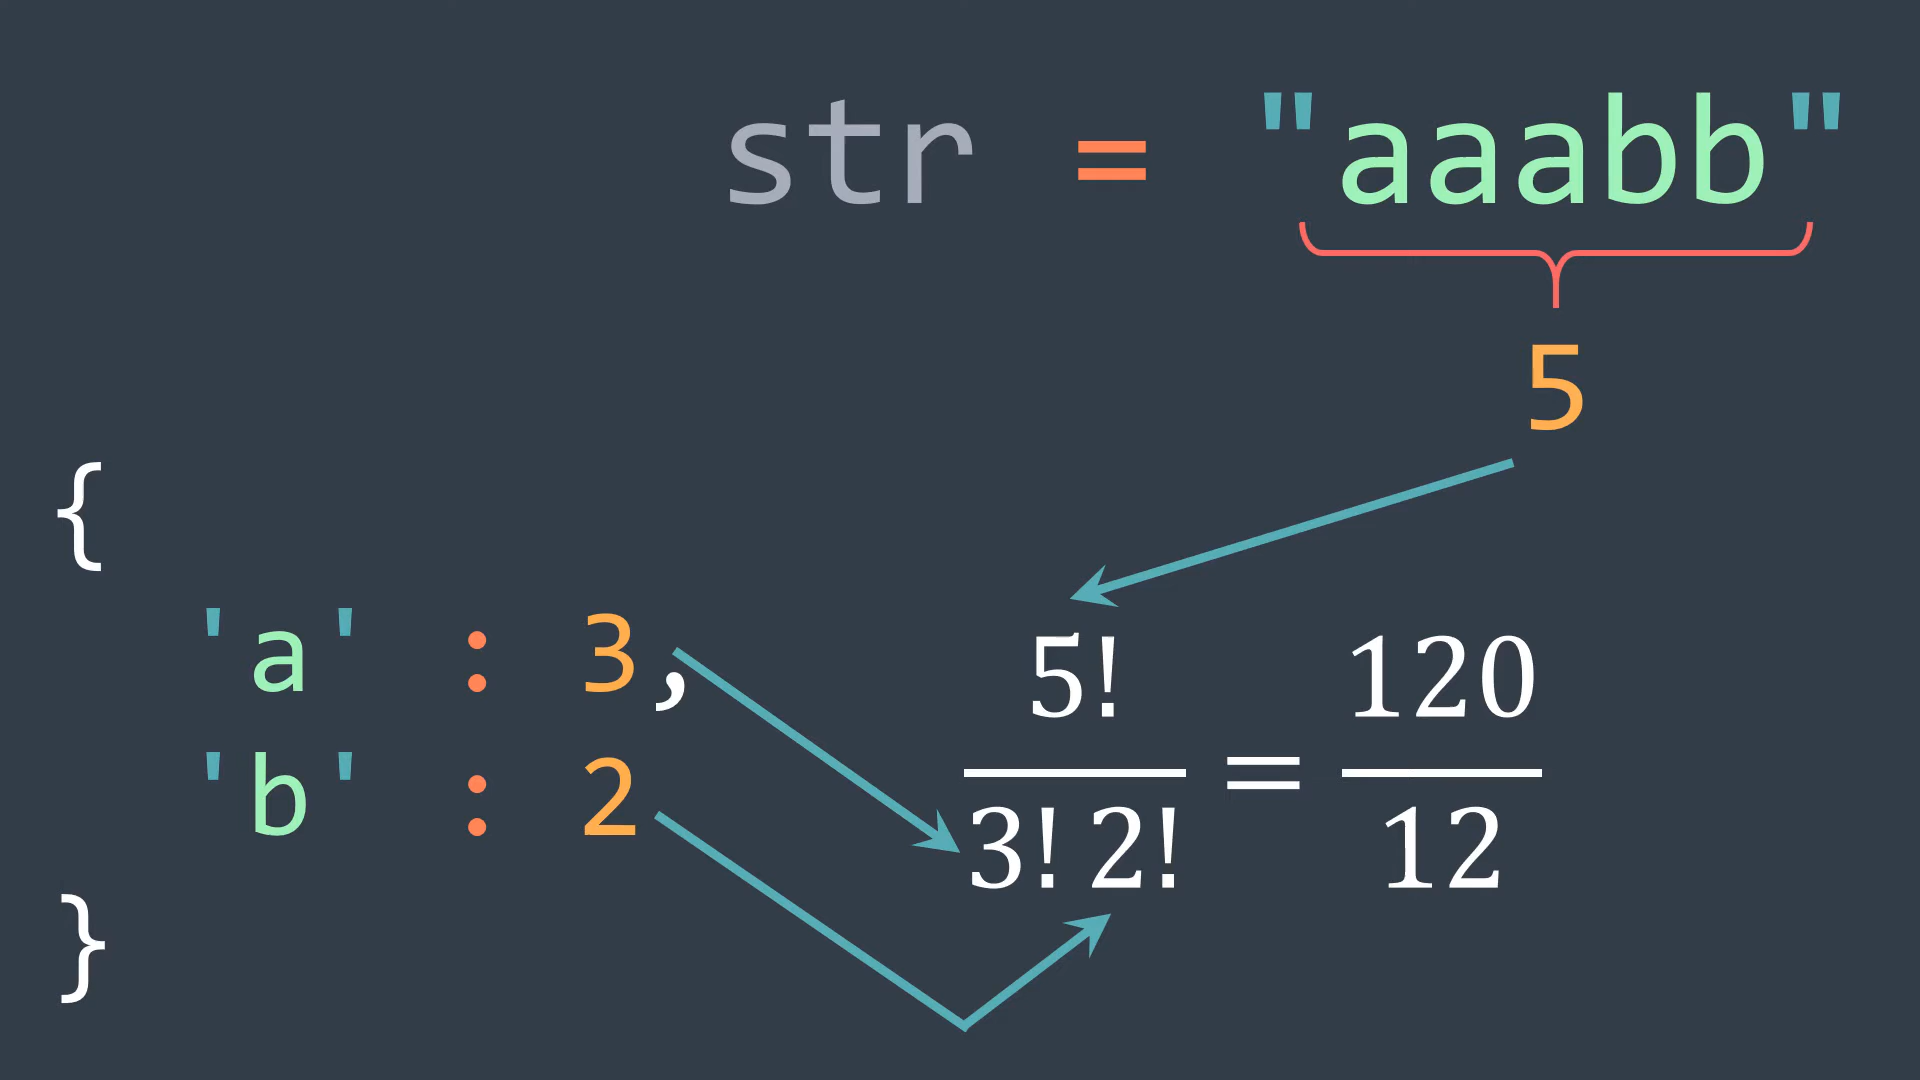 str = "aaabb"
5
{
'a' : 3,
'b' : 2
}
5! / 3! 2! = 120 / 12